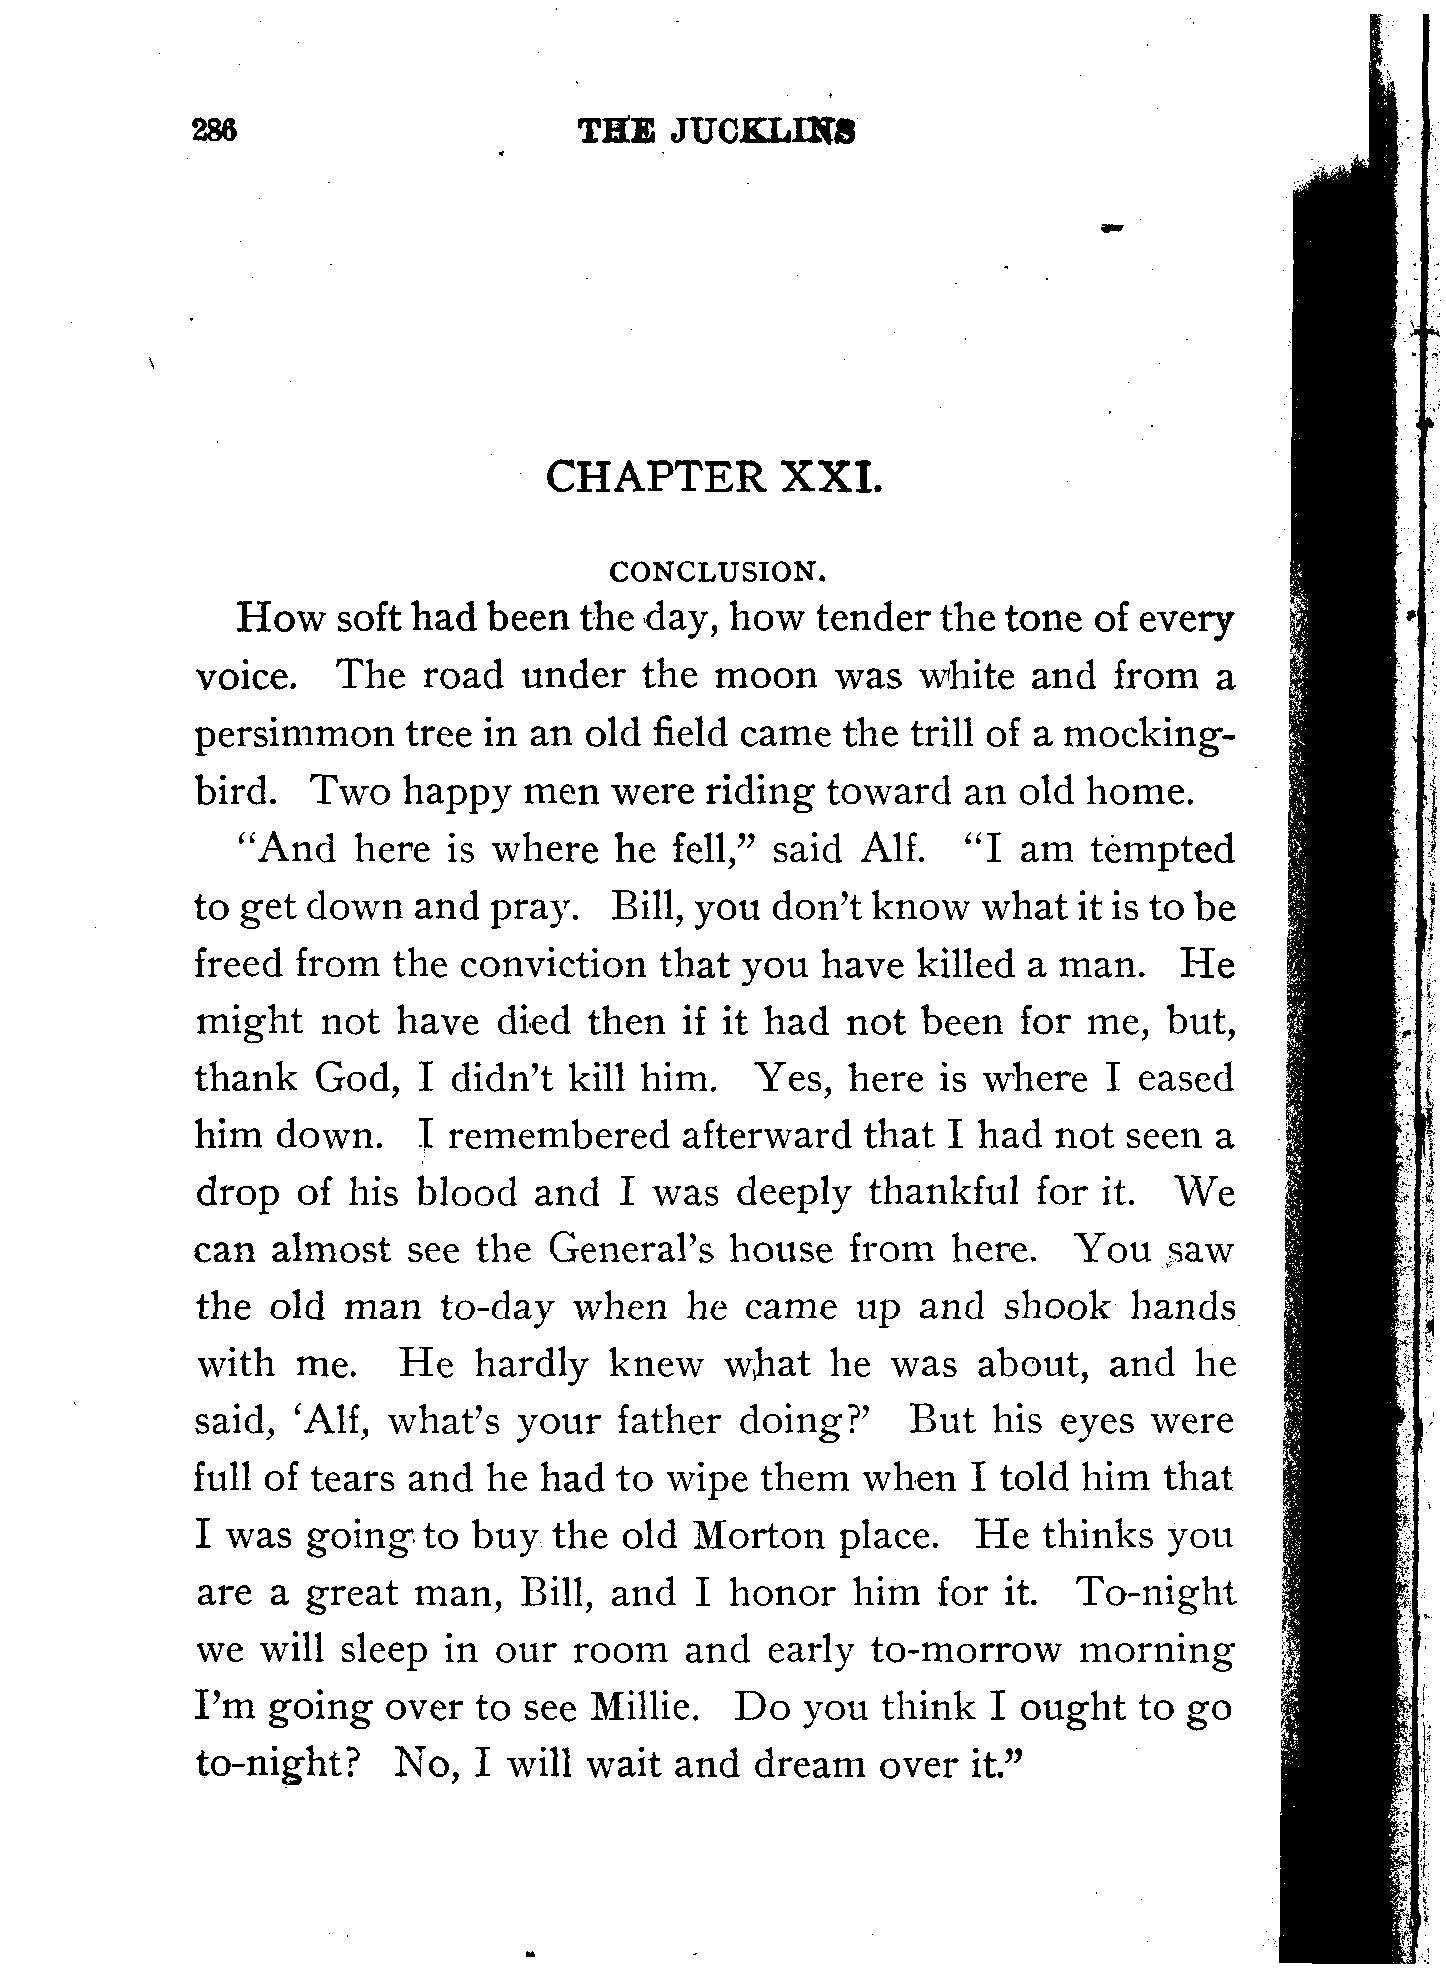 286 THE JUCKLINS
CHAPTER XXI.
CONCLUSION.
How soft had been the day, how tender the tone of every
voice. The road under the moon was white and from a
persimmon tree in an old field came the trill of a mocking-
bird. Two happy men were riding toward an old home.
"And here is where he fell," said Alf. "I am tempted
to get down and pray. Bill, you don't know what it is to be
freed from the conviction that you have killed a man. He
might not have died then if it had not been for me, but,
thank God, I didn't kill him. Yes, here is where I eased
him down. I remembered afterward that I had not seen a
drop of his blood and I was deeply thankful for it. We
can almost see the General's house from here. You saw
the old man to-day when he came up and shook hands
with me. He hardly knew what he was about, and he
said, 'Alf, what's your father doing?' But his eyes were
full of tears and he had to wipe them when I told him that
I was going to buy the old Morton place. He thinks you
are a great man, Bill, and I honor him for it. To-night
we will sleep in our room and early to-morrow morning
I'm going over to see Millie. Do you think I ought to go
to-night? No, I will wait and dream over it."